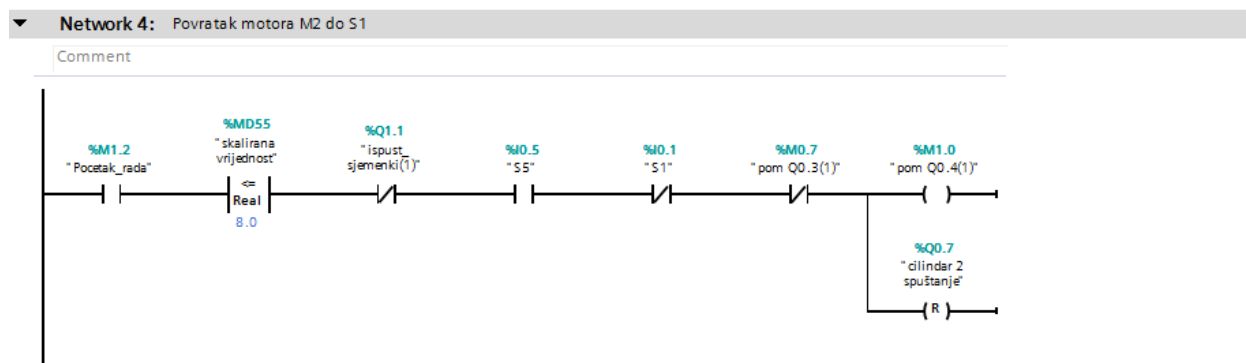 Network 4: Povratak motora M2 do S1
Comment
%M1.2
"Pocetak_rada"
%MD55
"skalirana
vrijednost"
<=
Real
8.0
%Q1.1
"ispust_
sjemenki(1)"
%I0.5
"S5"
%I0.1
"S1"
%M0.7
"pom Q0.3(1)"
%M1.0
"pom Q0.4(1)"
%Q0.7
"cilindar 2
spuštanje"
R